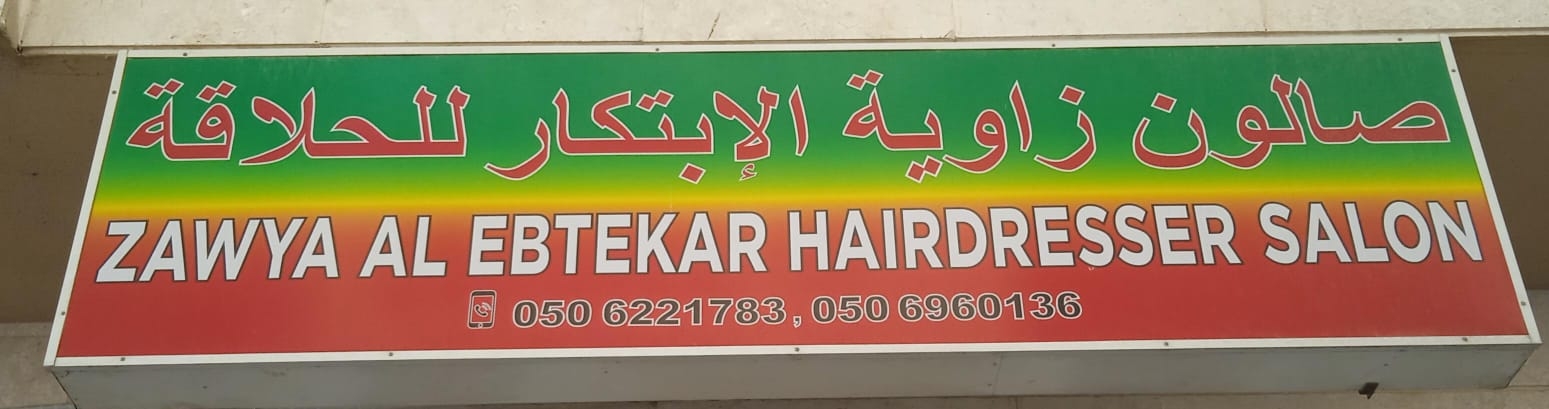 صالون زاوية الإبتكار للحلاقة
ZAWYA AL EBTEKAR HAIRDRESSER SALON
050 6221783, 050 6960136